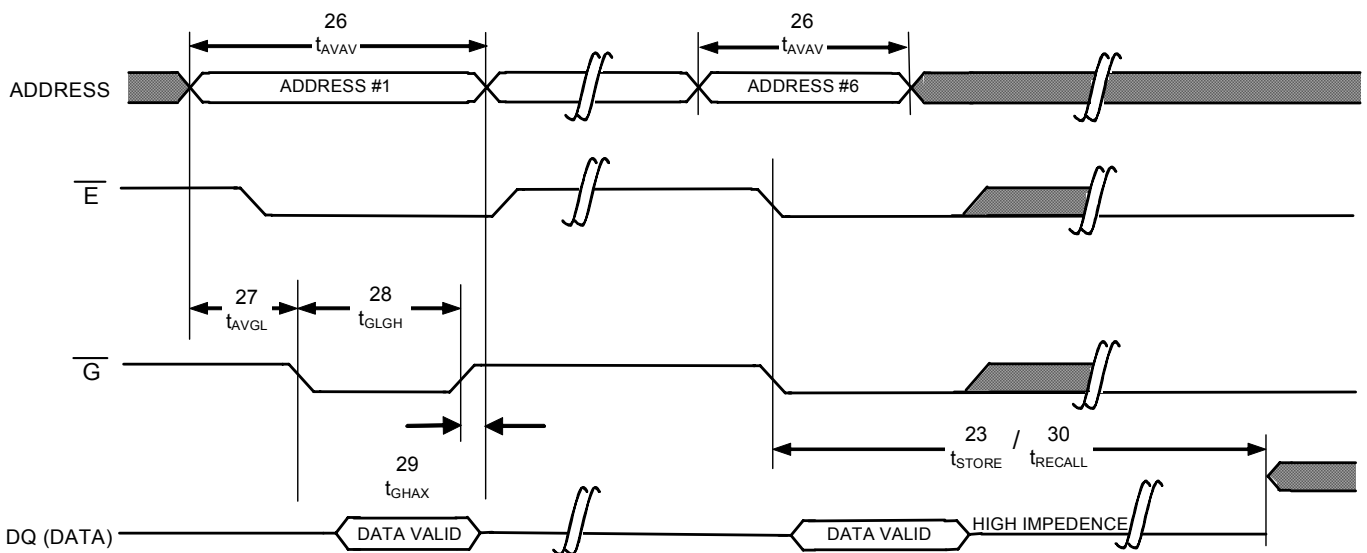 26
tAVAV
26
tAVAV
ADDRESS
ADDRESS #1
ADDRESS #6
E
27
tAVGL
28
tGLGH
G
23 / 30
tSTORE tRECALL
29
tGHAX
DQ (DATA)
DATA VALID
DATA VALID
HIGH IMPEDENCE